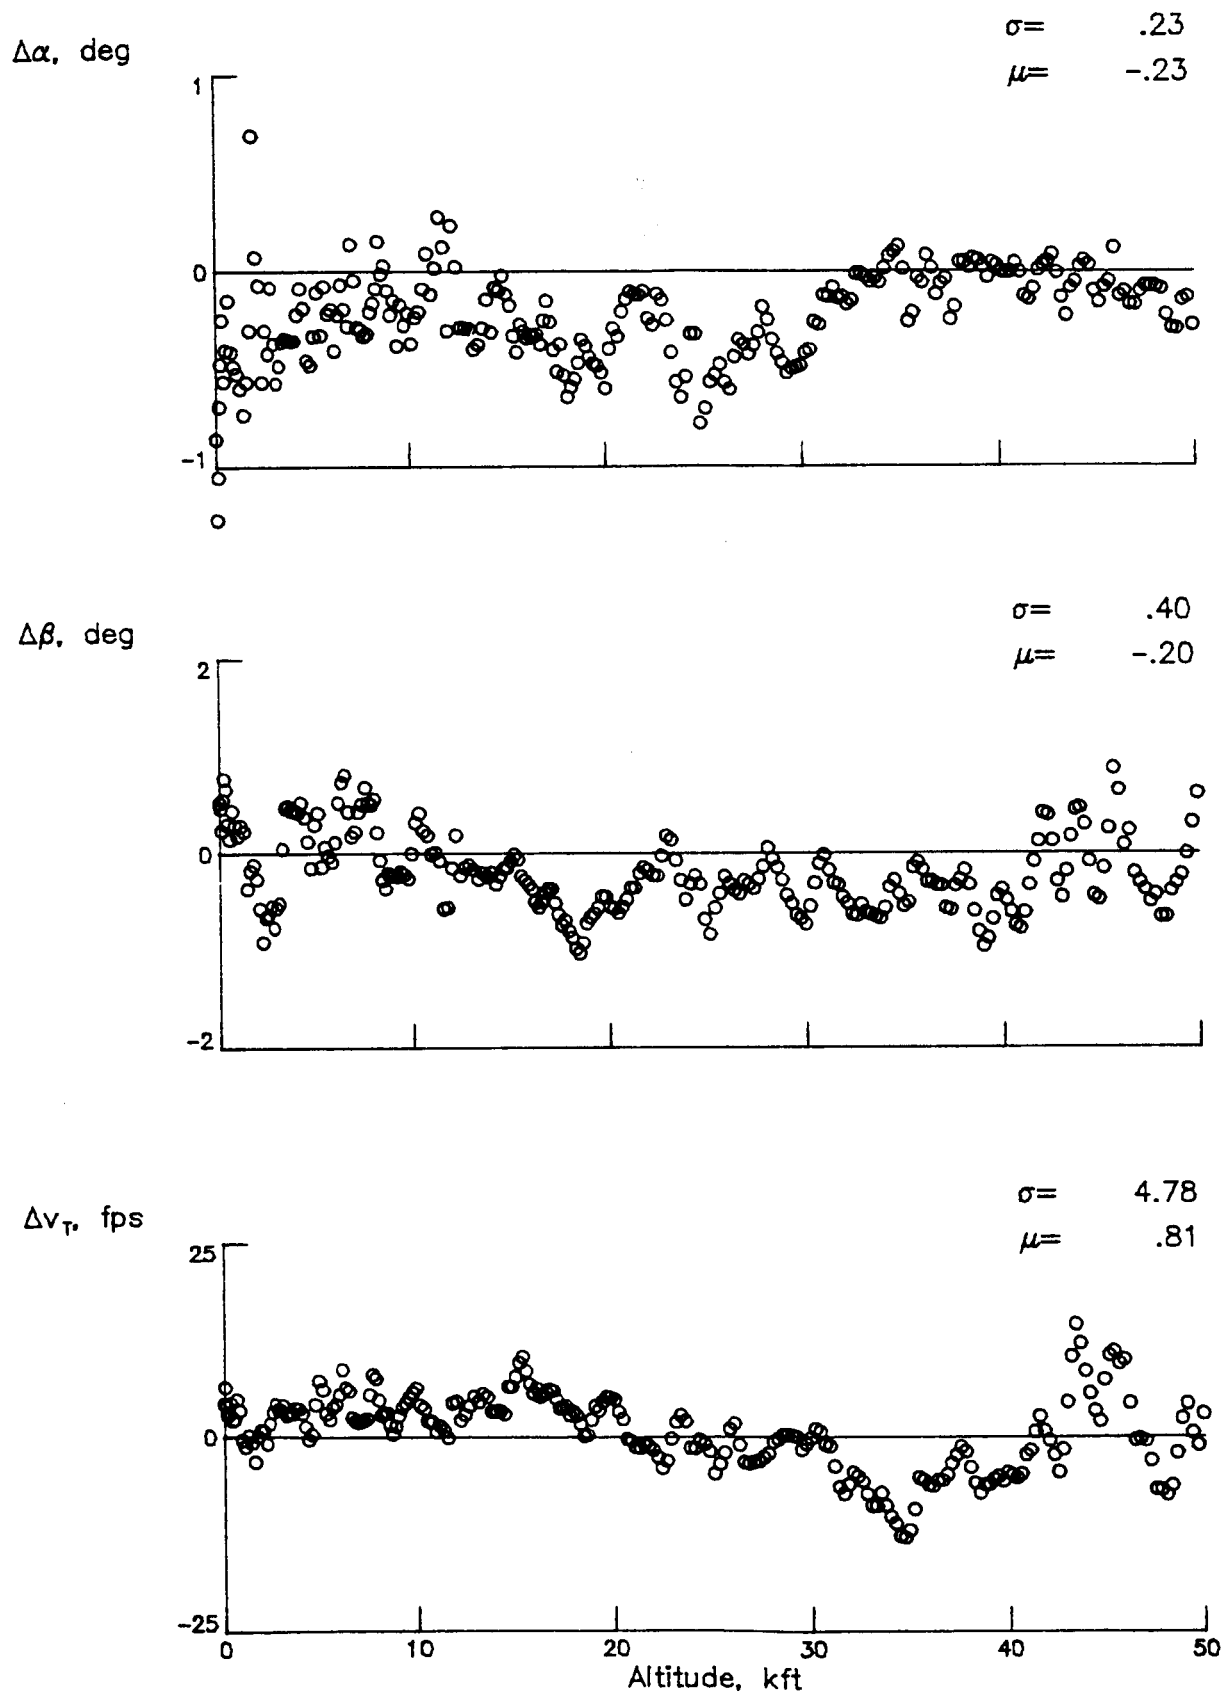 σ= .23
Δα, deg
μ= -.23
1
0
-1
σ= .40
Δβ, deg
μ= -.20
2
0
-2
σ= 4.78
Δv_T, fps
μ= .81
25
0
-25
0 10 20 30 40 50
Altitude, kft